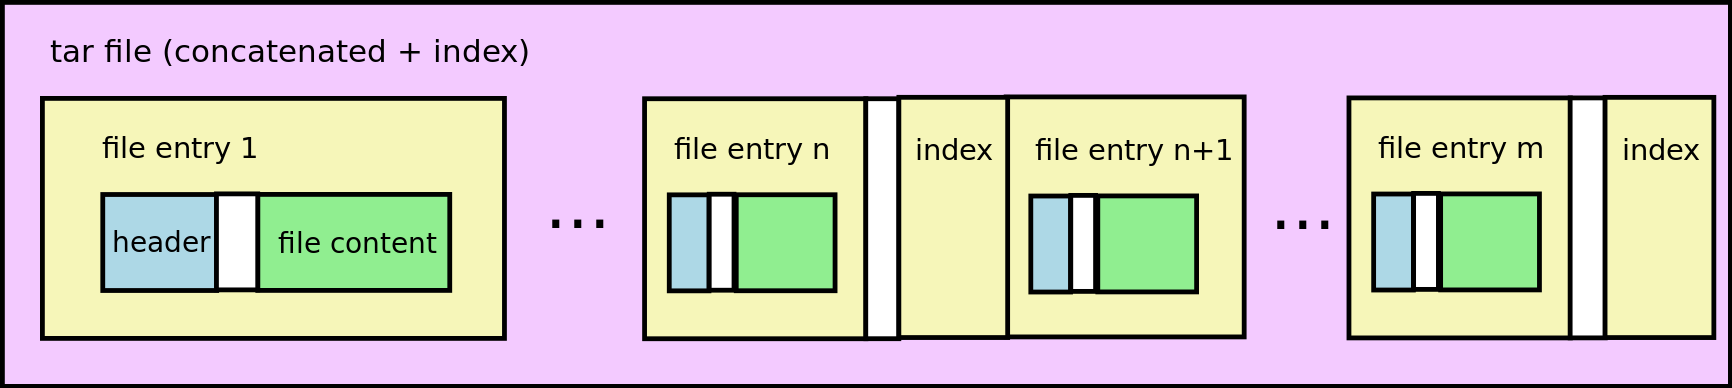 tar file (concatenated + index)
file entry 1
header
file content
...
file entry n
index
file entry n+1
...
file entry m
index